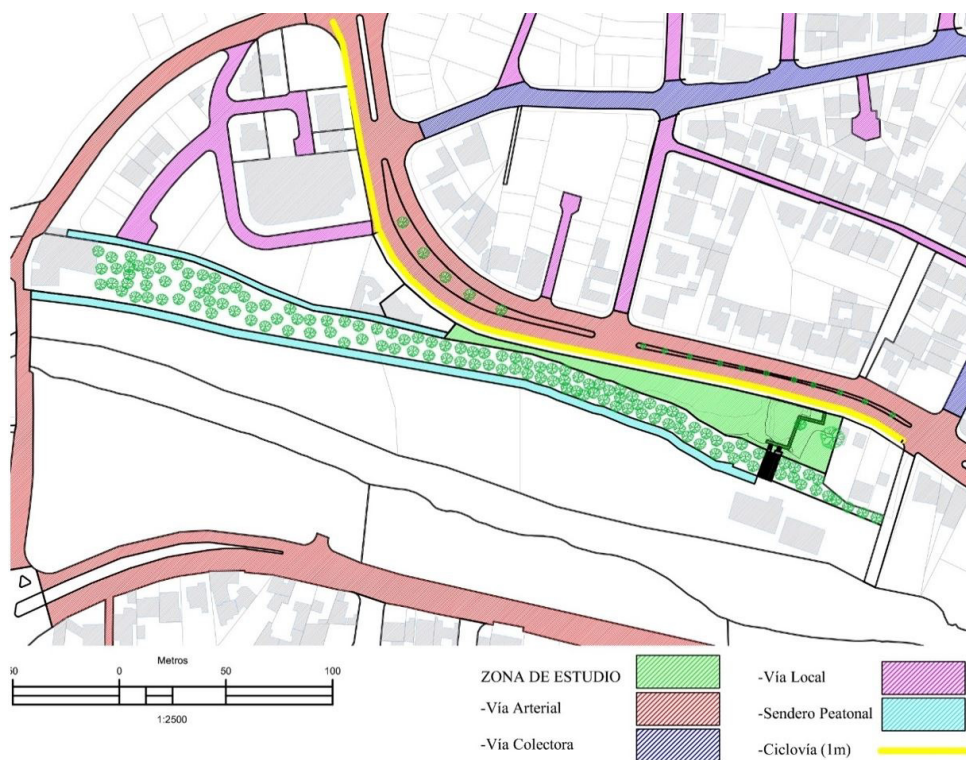 Metros
0
50
100
1:2500
ZONA DE ESTUDIO
-Vía Arterial
-Vía Colectora
-Vía Local
-Sendero Peatonal
-Ciclovía (1m)